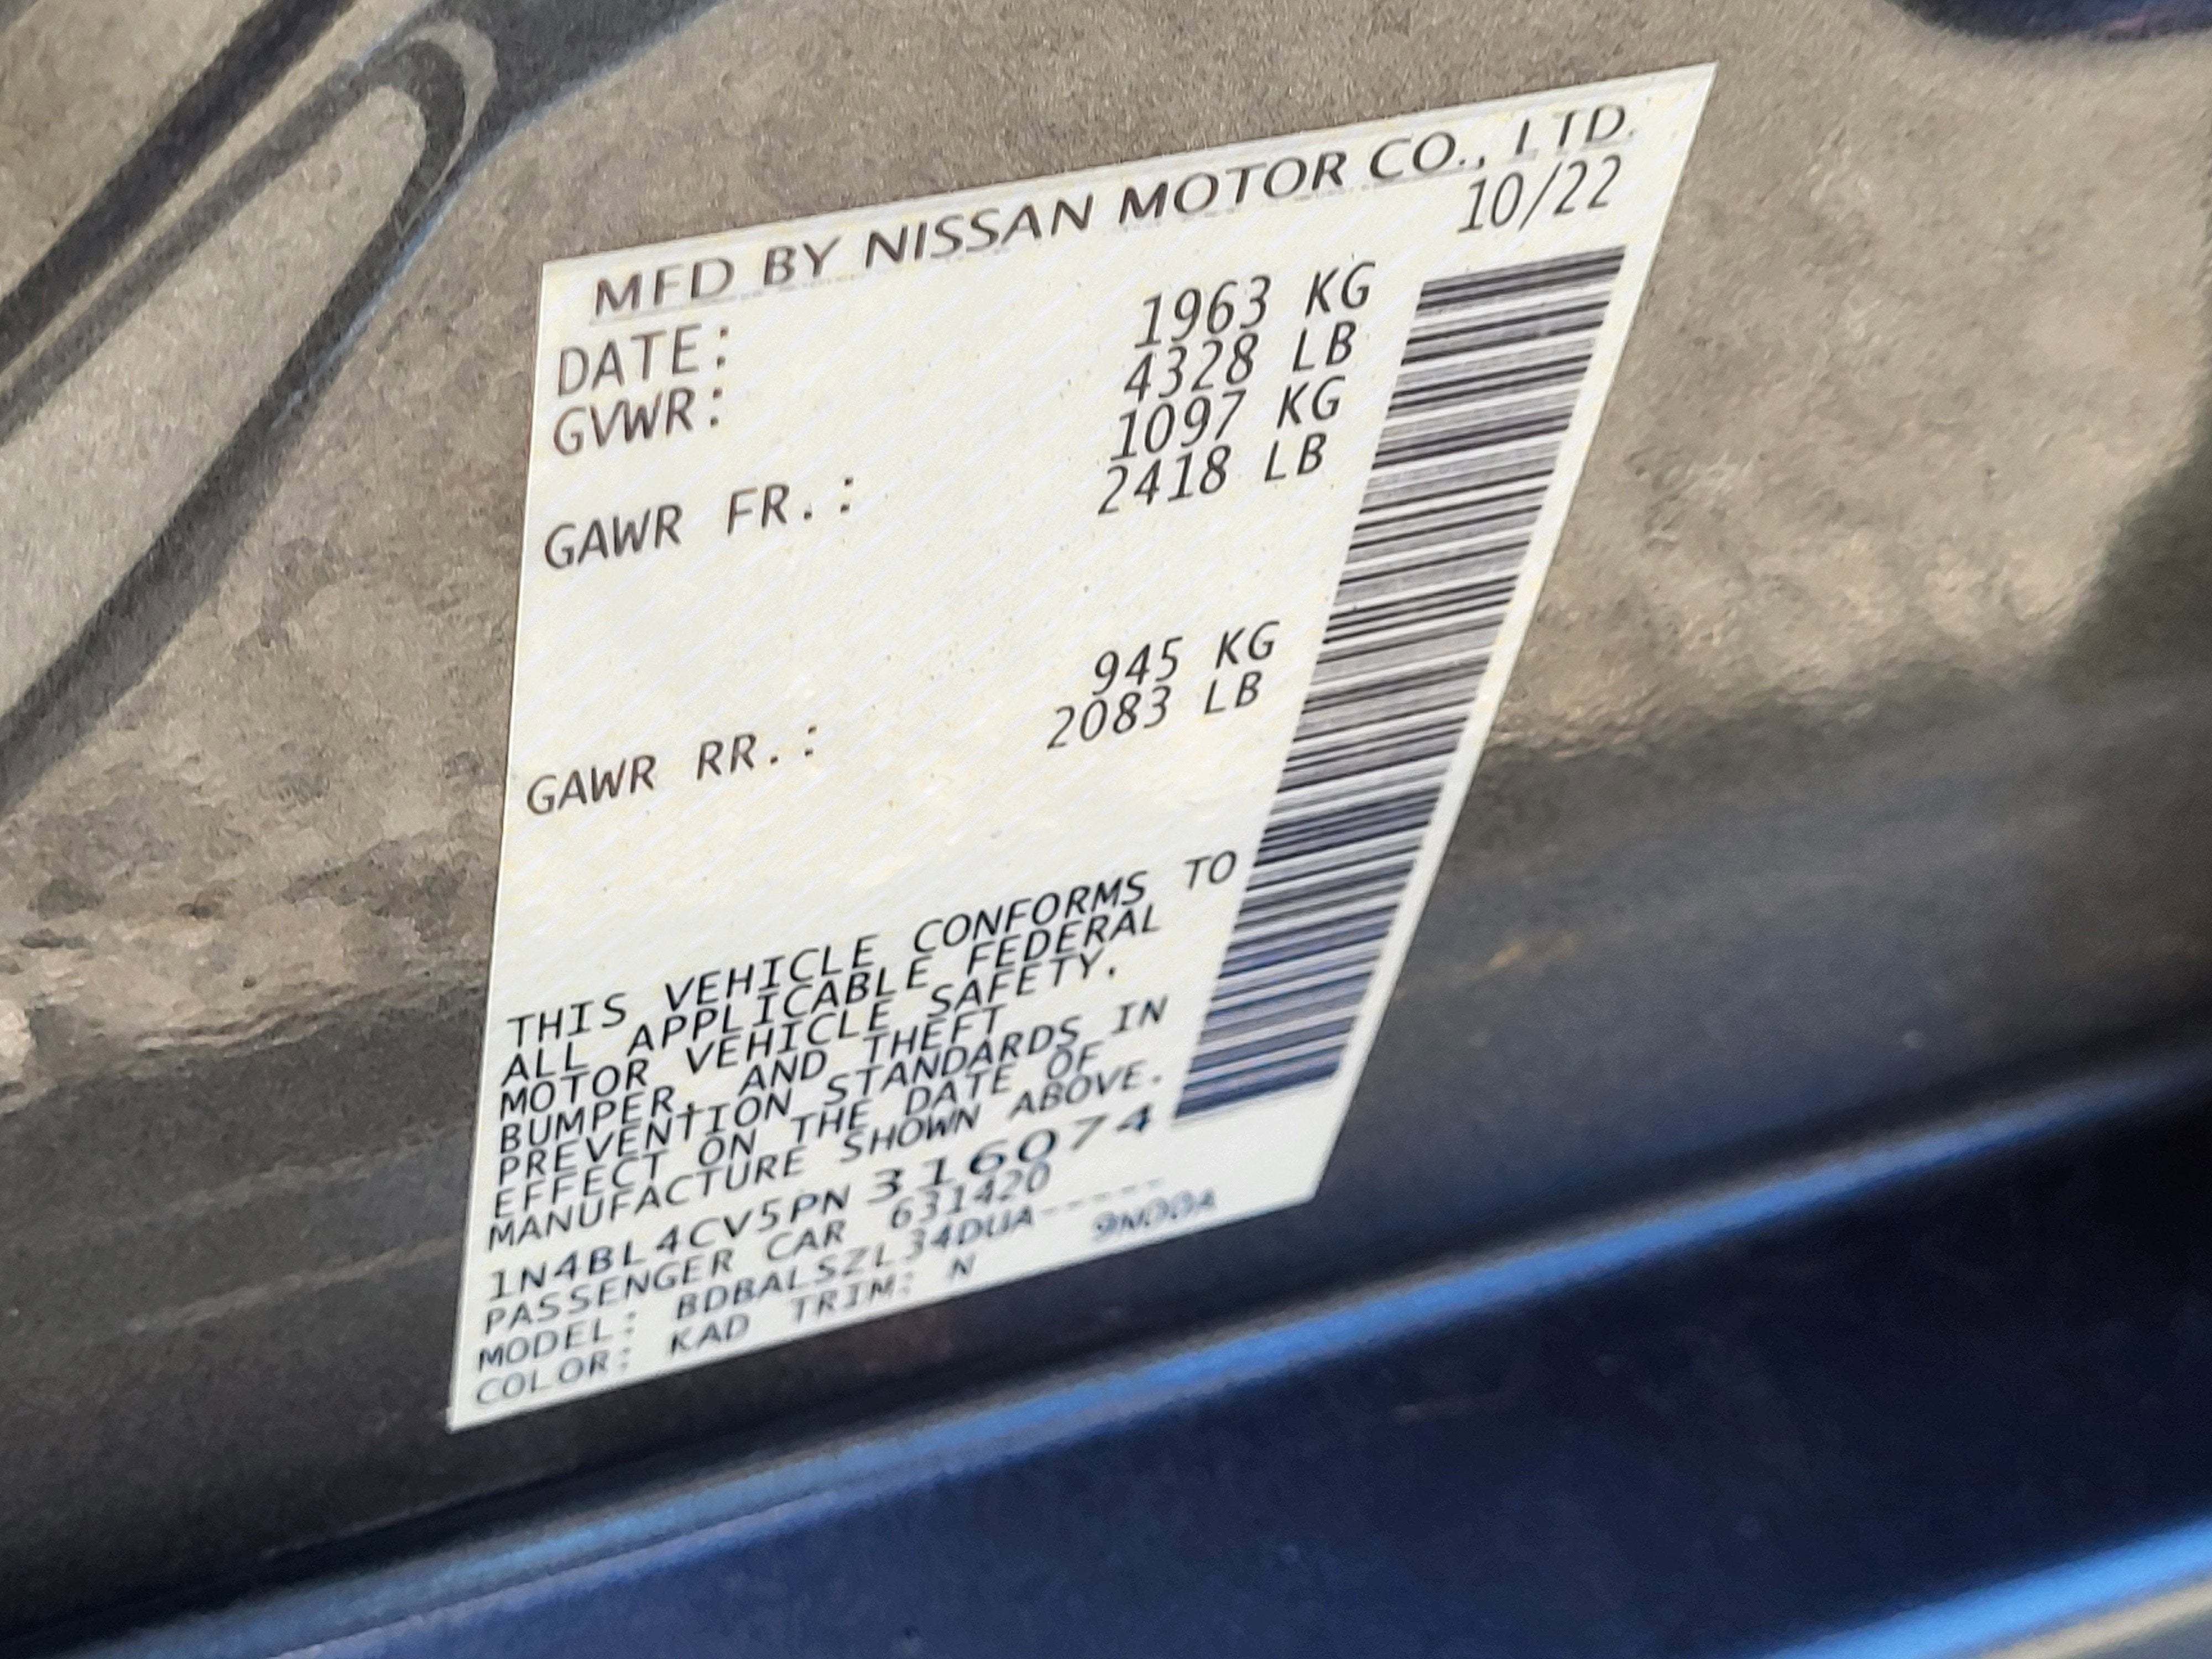 MFD BY NISSAN MOTOR CO., LTD.
DATE: 10/22
GVWR: 1963 KG
4328 LB
GAWR FR.: 1097 KG
2418 LB
GAWR RR.: 945 KG
2083 LB
THIS VEHICLE CONFORMS TO
ALL APPLICABLE FEDERAL
MOTOR VEHICLE SAFETY,
BUMPER, AND THEFT
PREVENTION STANDARDS IN
EFFECT ON THE DATE OF
MANUFACTURE SHOWN ABOVE.
1N4BL4CV5PN316074
PASSENGER CAR 631420
MODEL: BDBALSZL34DUA-----
COLOR: KAD TRIM: N